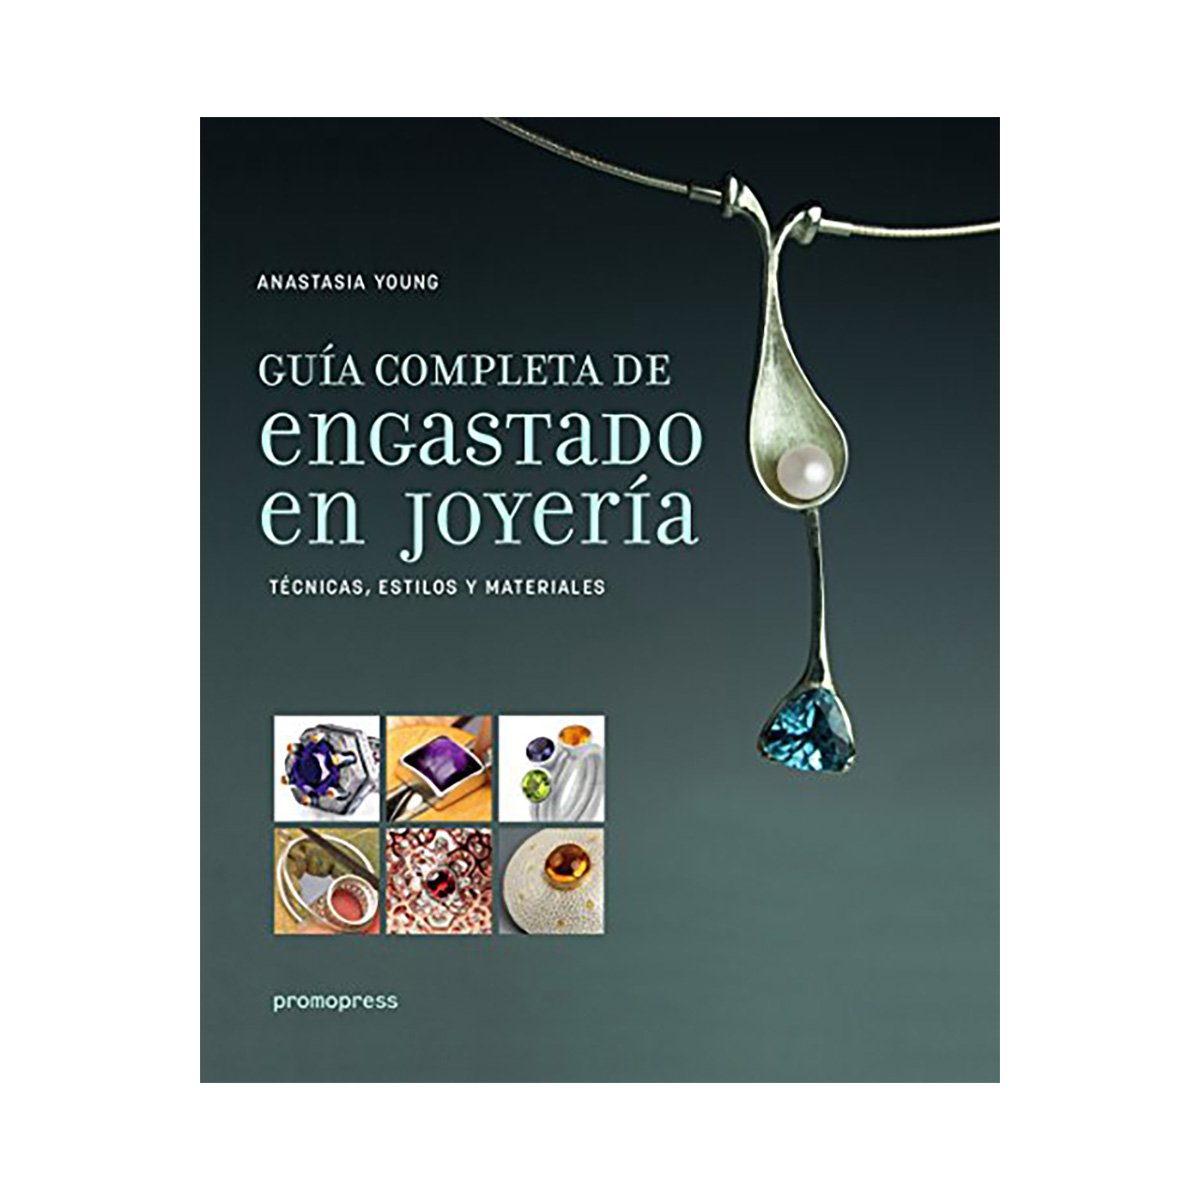 ANASTASIA YOUNG
GUÍA COMPLETA DE
enGASTADO
en JOYería
TÉCNICAS, ESTILOS Y MATERIALES
promopress